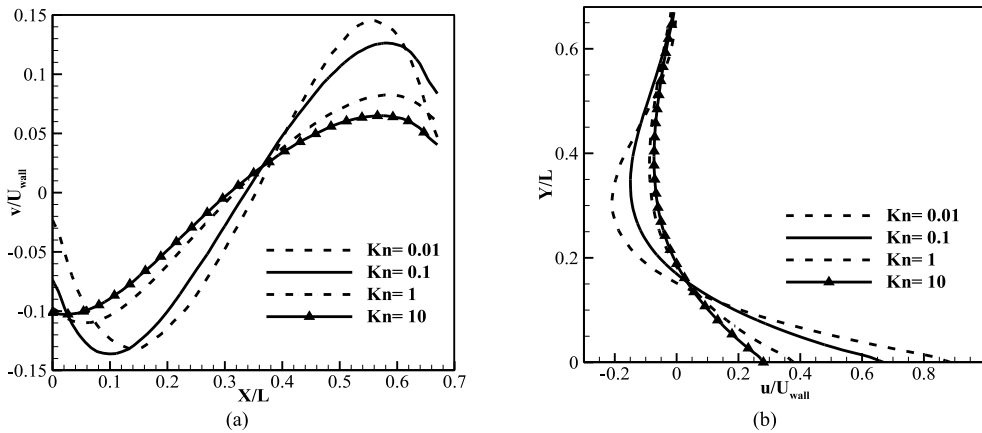 0.15
0.1
0.05
0
-0.05
-0.1
-0.15
v/U_wall
0 0.1 0.2 0.3 0.4 0.5 0.6 0.7
X/L
Kn= 0.01
Kn= 0.1
Kn= 1
Kn= 10
(a)
0.6
0.4
0.2
0
Y/L
-0.2 0 0.2 0.4 0.6 0.8
u/U_wall
Kn= 0.01
Kn= 0.1
Kn= 1
Kn= 10
(b)